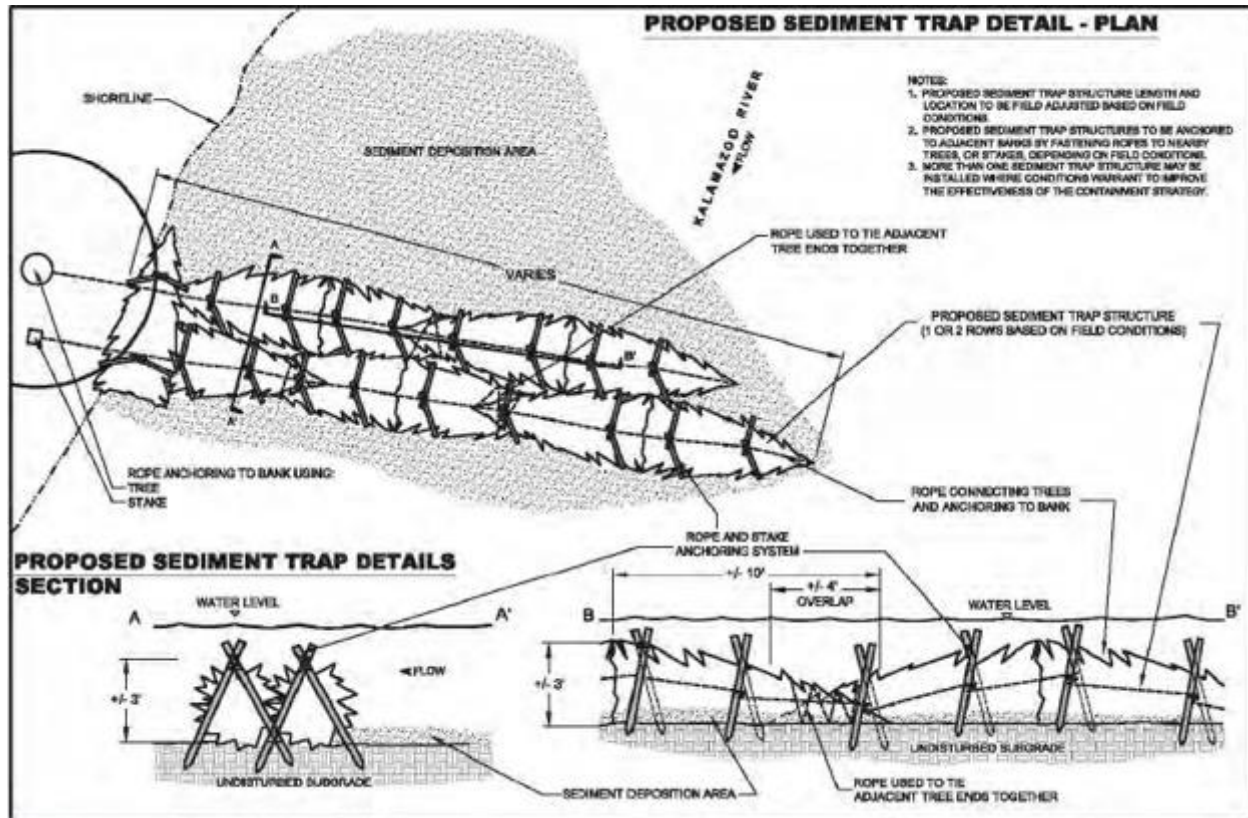 PROPOSED SEDIMENT TRAP DETAIL - PLAN
NOTES:
1. PROPOSED SEDIMENT TRAP STRUCTURE LENGTH AND
LOCATION TO BE FIELD ADJUSTED BASED ON FIELD
CONDITIONS.
2. PROPOSED SEDIMENT TRAP STRUCTURES TO BE ANCHORED
TO ADJACENT BANKS BY FASTENING ROPES TO NEARBY
TREES, OR STAKES, DEPENDING ON FIELD CONDITIONS.
3. MORE THAN ONE SEDIMENT TRAP STRUCTURE MAY BE
INSTALLED WHERE CONDITIONS WARRANT TO IMPROVE
THE EFFECTIVENESS OF THE CONTAINMENT STRATEGY.
SHORELINE
SEDIMENT DEPOSITION AREA
KALAMAZOO RIVER
FLOW
ROPE USED TO TIE ADJACENT
TREE ENDS TOGETHER
VARIES
A
B
B'
A'
PROPOSED SEDIMENT TRAP STRUCTURE
(1 OR 2 ROWS BASED ON FIELD CONDITIONS)
ROPE ANCHORING TO BANK USING:
TREE
STAKE
ROPE CONNECTING TREES
AND ANCHORING TO BANK
ROPE AND STAKE
ANCHORING SYSTEM
PROPOSED SEDIMENT TRAP DETAILS
SECTION
A
WATER LEVEL
A'
FLOW
+/- 3'
UNDISTURBED SUBGRADE
SEDIMENT DEPOSITION AREA
+/- 10'
+/- 4'
OVERLAP
B
WATER LEVEL
B'
+/- 3'
UNDISTURBED SUBGRADE
ROPE USED TO TIE
ADJACENT TREE ENDS TOGETHER